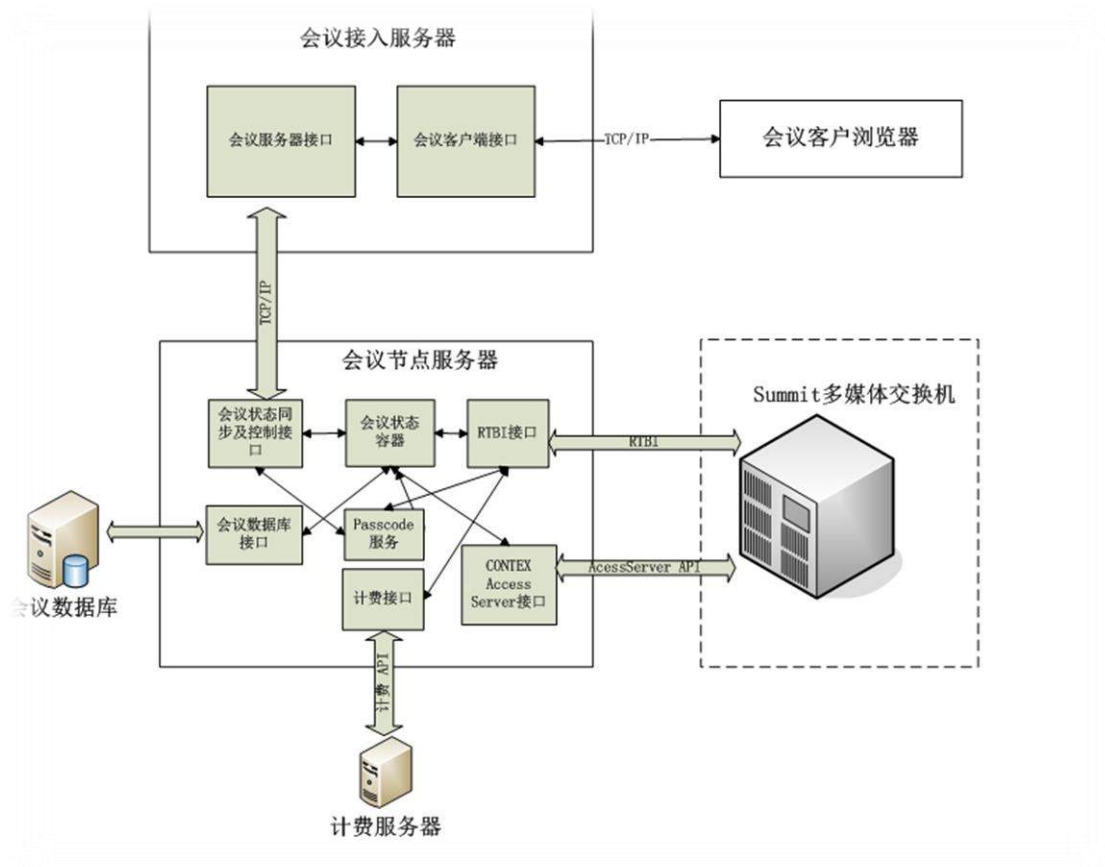 会议接入服务器
会议服务器接口
会议客户端接口
TCP/IP
会议客户浏览器
TCP/IP
会议节点服务器
会议状态同
步及控制接
口
会议状态
容器
RTBI接口
RTBI
Summit多媒体交换机
会议数据库
接口
Passcode
服务
CONTEX
Access
Server接口
AcessServer API
计费接口
会议数据库
计费 API
计费服务器